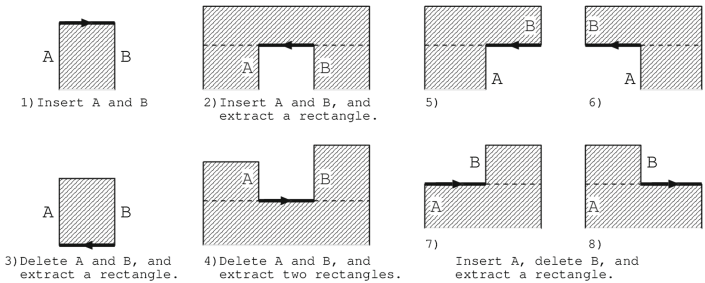 A B
1)Insert A and B
A B
2)Insert A and B, and
extract a rectangle.
B
A
5)
B
A
6)
A B
3)Delete A and B, and
extract a rectangle.
A B
4)Delete A and B, and
extract two rectangles.
B
A
7)
B
A
8)
Insert A, delete B, and
extract a rectangle.